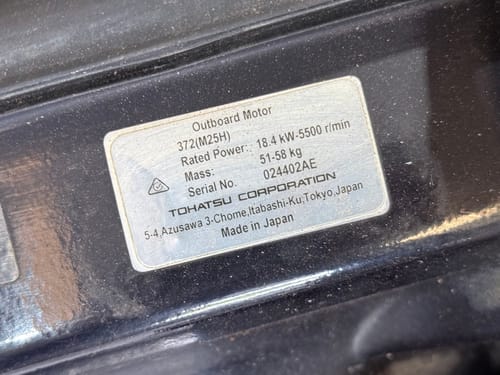 Outboard Motor
372(M25H)
Rated Power: 18.4 kW-5500 r/min
Mass: 51-58 kg
Serial No. 024402AE
TOHATSU CORPORATION
5-4,Azusawa 3-Chome,Itabashi-Ku,Tokyo,Japan
Made in Japan